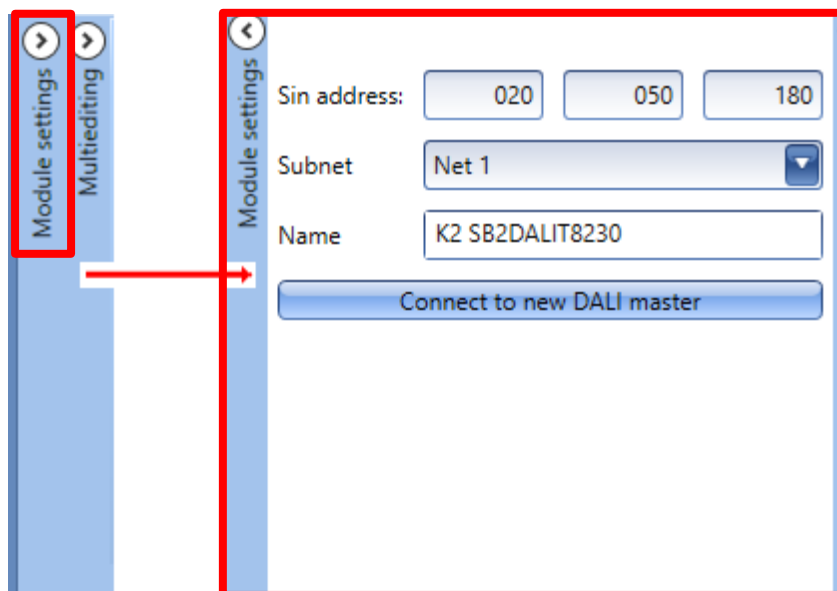 Module settings
Multiediting
Module settings
Sin address: 020 050 180
Subnet Net 1
Name K2 SB2DALIT8230
Connect to new DALI master